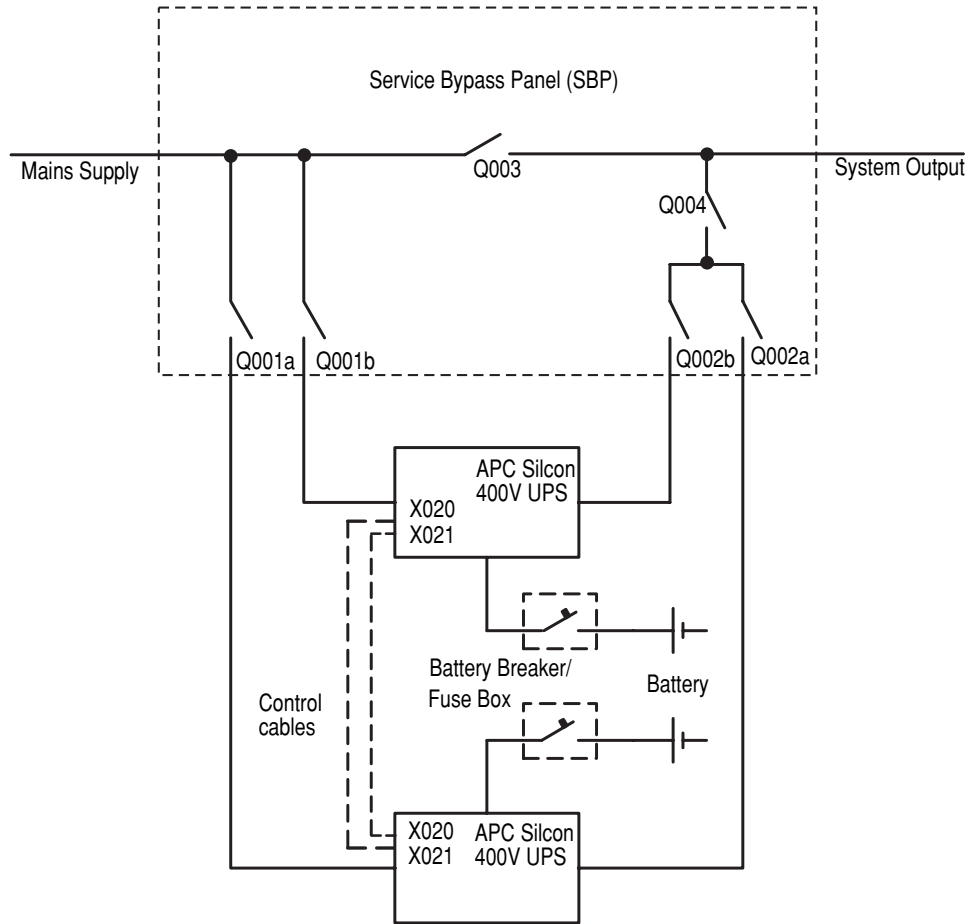 Service Bypass Panel (SBP)
Mains Supply
Q003
System Output
Q004
Q001a
Q001b
Q002b
Q002a
APC Silcon
400V UPS
X020
X021
Battery Breaker/
Fuse Box
Battery
Control
cables
X020
X021
APC Silcon
400V UPS